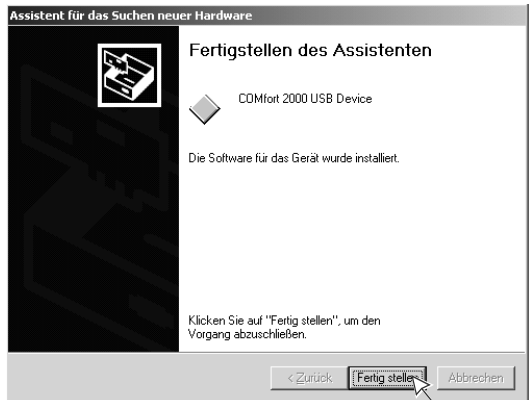 Assistent für das Suchen neuer Hardware
Fertigstellen des Assistenten
COMfort 2000 USB Device
Die Software für das Gerät wurde installiert.
Klicken Sie auf "Fertig stellen", um den
Vorgang abzuschließen.
< Zurück Fertig stellen Abbrechen